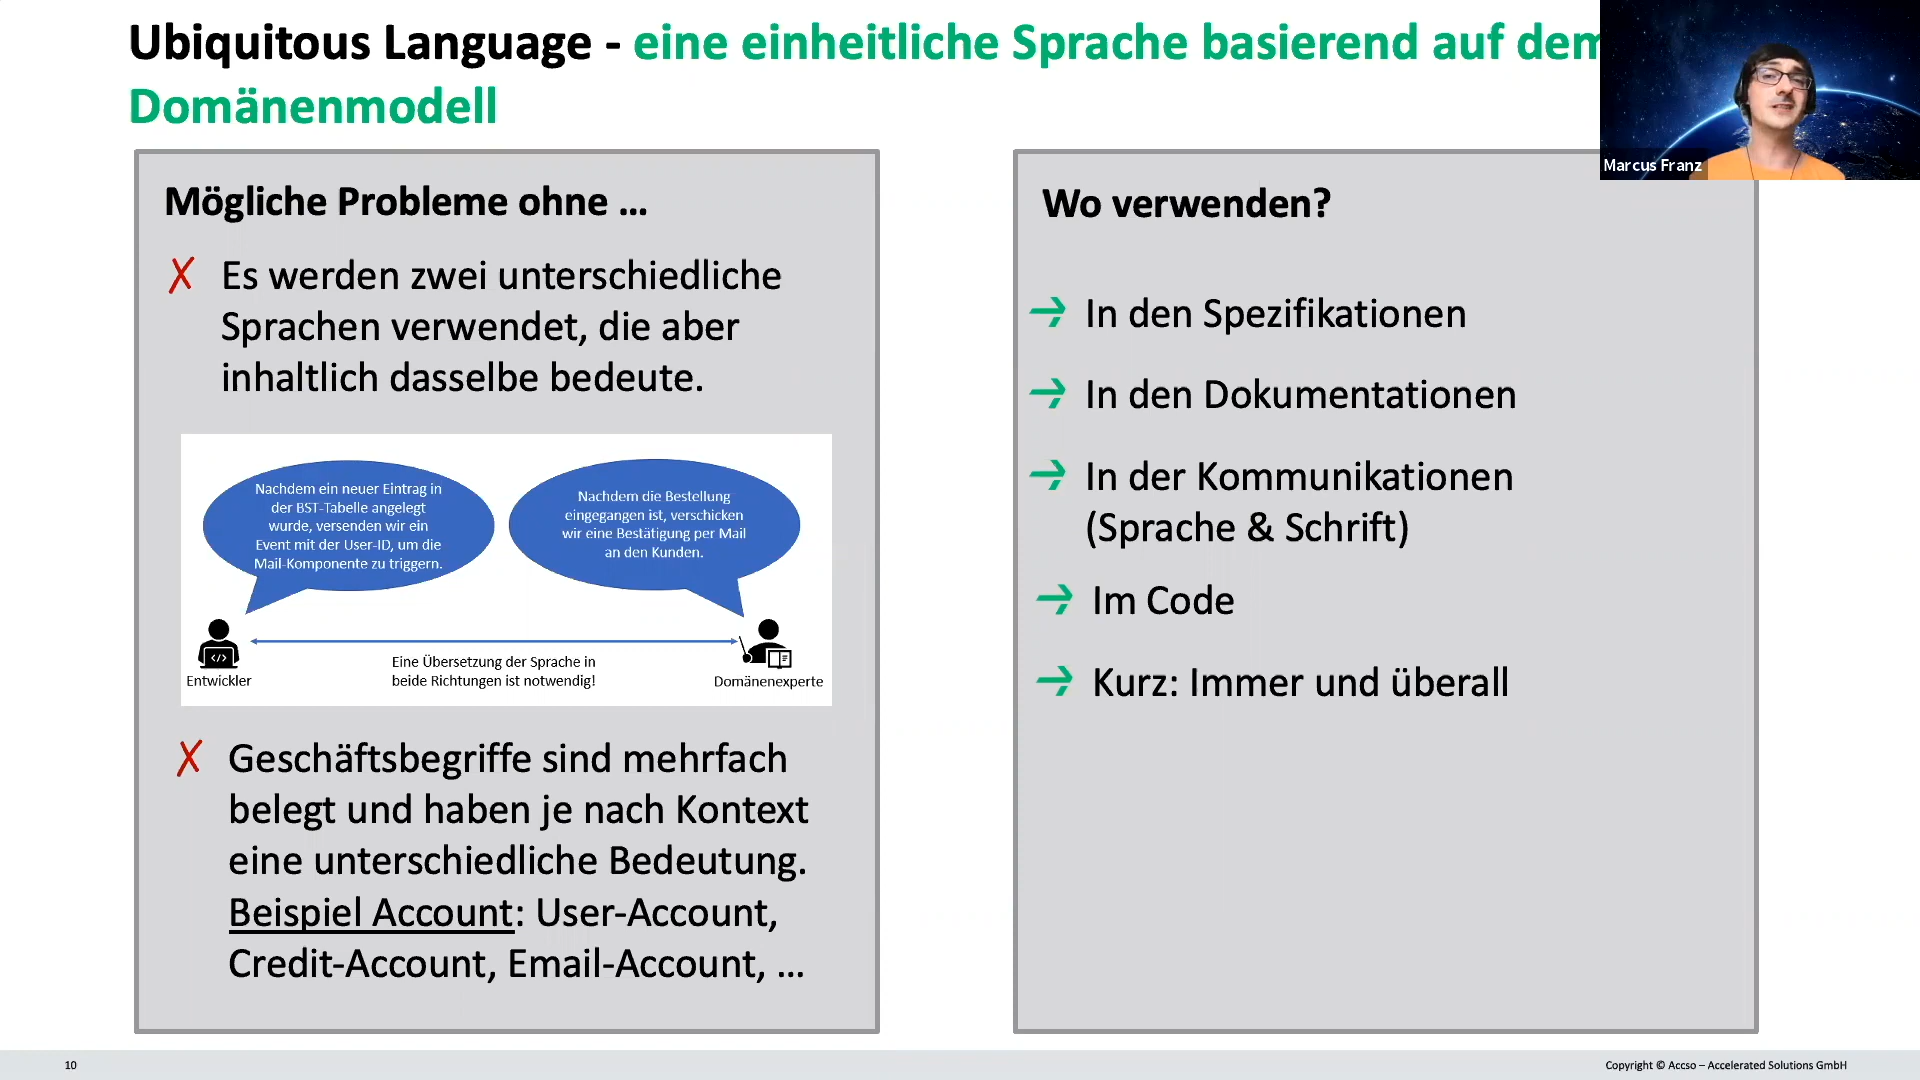 Ubiquitous Language - eine einheitliche Sprache basierend auf dem
Domänenmodell
Marcus Franz
Mögliche Probleme ohne …
✗ Es werden zwei unterschiedliche
Sprachen verwendet, die aber
inhaltlich dasselbe bedeute.
Nachdem ein neuer Eintrag in
der BST-Tabelle angelegt
wurde, versenden wir ein
Event mit der User-ID, um die
Mail-Komponente zu triggern.
Nachdem die Bestellung
eingegangen ist, verschicken
wir eine Bestätigung per Mail
an den Kunden.
Entwickler
Eine Übersetzung der Sprache in
beide Richtungen ist notwendig!
Domänenexperte
✗ Geschäftsbegriffe sind mehrfach
belegt und haben je nach Kontext
eine unterschiedliche Bedeutung.
Beispiel Account: User-Account,
Credit-Account, Email-Account, …
Wo verwenden?
In den Spezifikationen
In den Dokumentationen
In der Kommunikationen
(Sprache & Schrift)
Im Code
Kurz: Immer und überall
10
Copyright © Accso – Accelerated Solutions GmbH